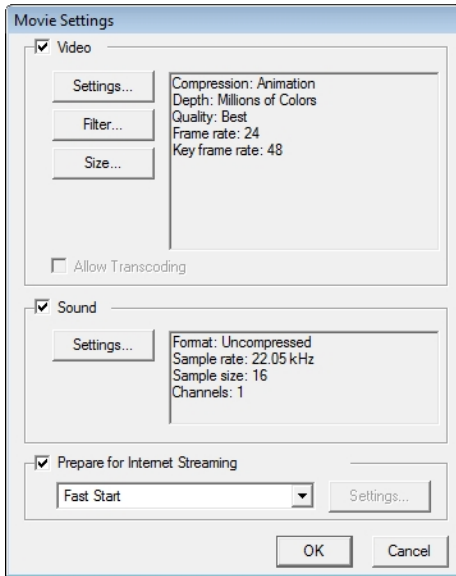 Movie Settings
Video
Settings...
Filter...
Size...
Compression: Animation
Depth: Millions of Colors
Quality: Best
Frame rate: 24
Key frame rate: 48
Allow Transcoding
Sound
Settings...
Format: Uncompressed
Sample rate: 22.05 kHz
Sample size: 16
Channels: 1
Prepare for Internet Streaming
Fast Start
Settings...
OK
Cancel